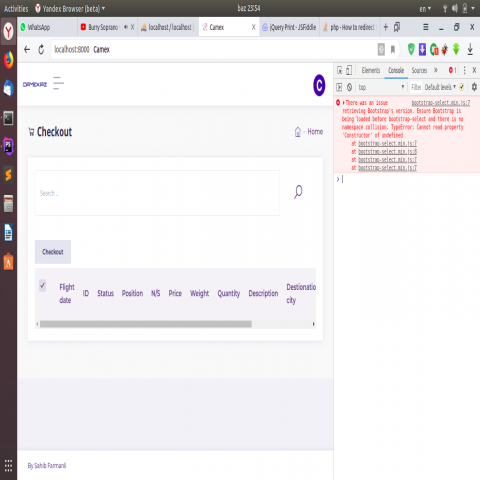 Activities Yandex Browser (beta) baz 23:54 en
WhatsApp Burry Soprano localhost / localhost Camex jQuery Print - JSFiddle php - How to redirect
localhost:8000 Camex
Elements Console Sources 1
top Filter Default levels
There was an issue bootstrap-select.min.js:7
retrieving Bootstrap's version. Ensure Bootstrap is
being loaded before bootstrap-select and there is no
namespace collision. TypeError: Cannot read property
'Constructor' of undefined
at bootstrap-select.min.js:7
at bootstrap-select.min.js:8
at bootstrap-select.min.js:7
at bootstrap-select.min.js:7
C
Checkout
Home
Search ...
Checkout
Flight date ID Status Position N/S Price Weight Quantity Description Destionatio city
By Sahib Farmanli